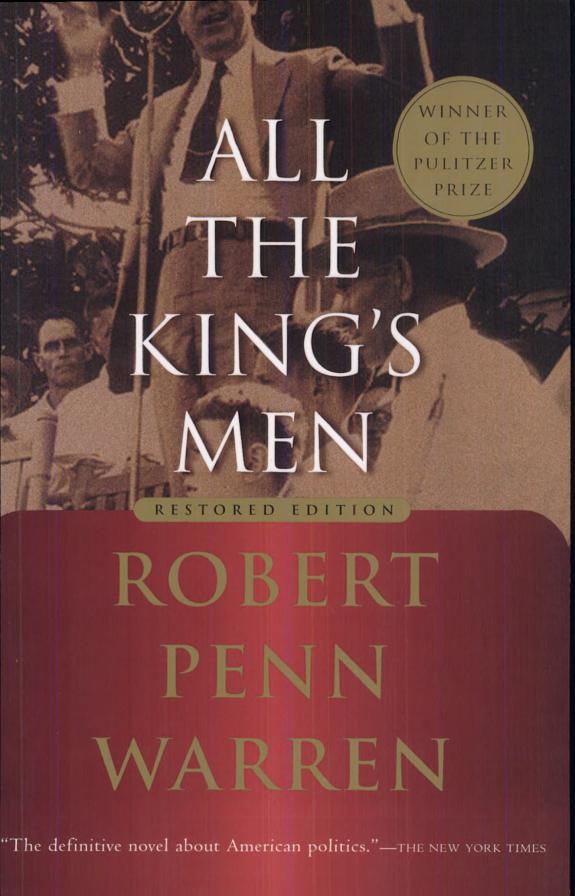 WINNER
OF THE
PULITZER
PRIZE
ALL
THE
KING'S
MEN
RESTORED EDITION
ROBERT
PENN
WARREN
“The definitive novel about American politics.”—THE NEW YORK TIMES